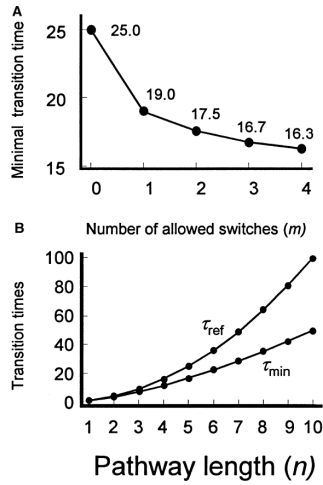 A
Minimal transition time
25
20
15
25.0
19.0
17.5
16.7
16.3
0 1 2 3 4
Number of allowed switches (m)
B
Transition times
100
80
60
40
20
0
τref
τmin
1 2 3 4 5 6 7 8 9 10
Pathway length (n)